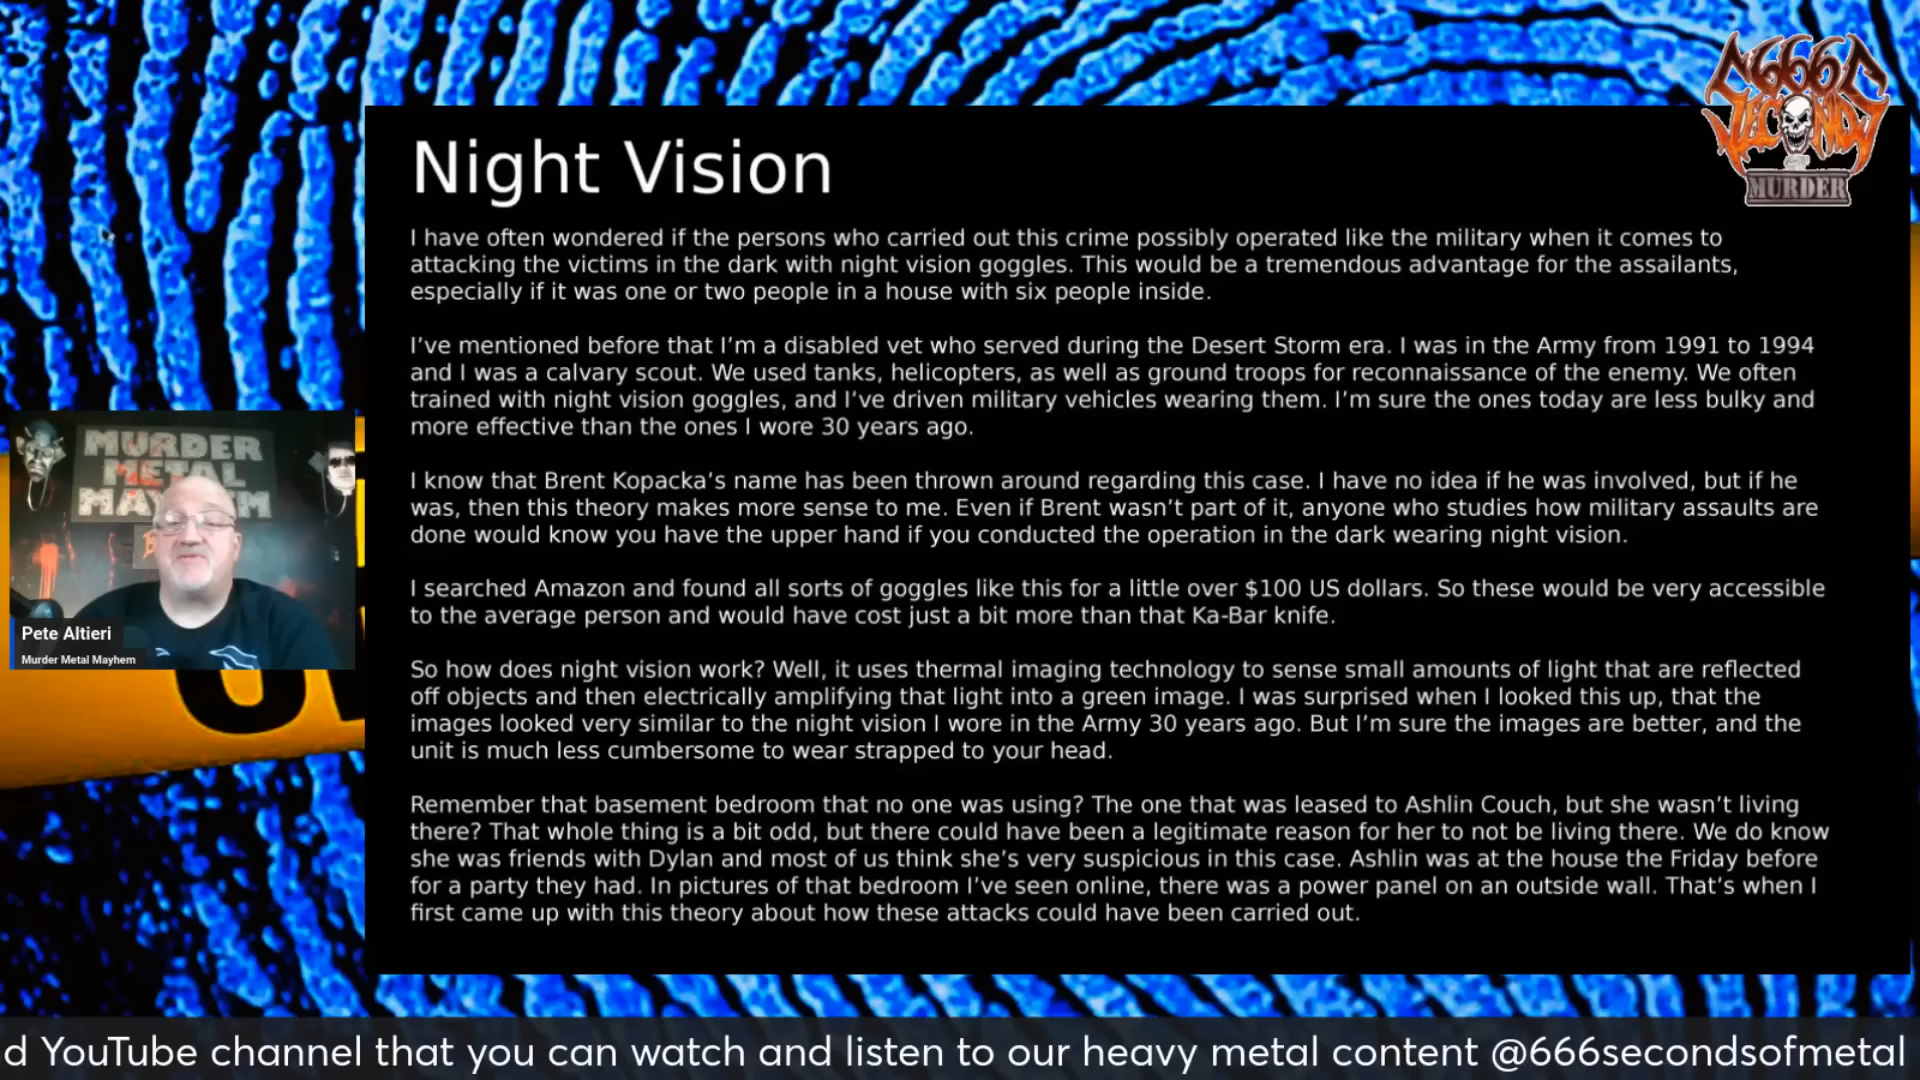 666
SECONDS
MURDER
Night Vision
I have often wondered if the persons who carried out this crime possibly operated like the military when it comes to
attacking the victims in the dark with night vision goggles. This would be a tremendous advantage for the assailants,
especially if it was one or two people in a house with six people inside.
I’ve mentioned before that I’m a disabled vet who served during the Desert Storm era. I was in the Army from 1991 to 1994
and I was a calvary scout. We used tanks, helicopters, as well as ground troops for reconnaissance of the enemy. We often
trained with night vision goggles, and I’ve driven military vehicles wearing them. I’m sure the ones today are less bulky and
more effective than the ones I wore 30 years ago.
I know that Brent Kopacka’s name has been thrown around regarding this case. I have no idea if he was involved, but if he
was, then this theory makes more sense to me. Even if Brent wasn’t part of it, anyone who studies how military assaults are
done would know you have the upper hand if you conducted the operation in the dark wearing night vision.
I searched Amazon and found all sorts of goggles like this for a little over $100 US dollars. So these would be very accessible
to the average person and would have cost just a bit more than that Ka-Bar knife.
So how does night vision work? Well, it uses thermal imaging technology to sense small amounts of light that are reflected
off objects and then electrically amplifying that light into a green image. I was surprised when I looked this up, that the
images looked very similar to the night vision I wore in the Army 30 years ago. But I’m sure the images are better, and the
unit is much less cumbersome to wear strapped to your head.
Remember that basement bedroom that no one was using? The one that was leased to Ashlin Couch, but she wasn’t living
there? That whole thing is a bit odd, but there could have been a legitimate reason for her to not be living there. We do know
she was friends with Dylan and most of us think she’s very suspicious in this case. Ashlin was at the house the Friday before
for a party they had. In pictures of that bedroom I’ve seen online, there was a power panel on an outside wall. That’s when I
first came up with this theory about how these attacks could have been carried out.
MURDER
METAL
Pete Altieri
Murder Metal Mayhem
d YouTube channel that you can watch and listen to our heavy metal content @666secondsofmetal